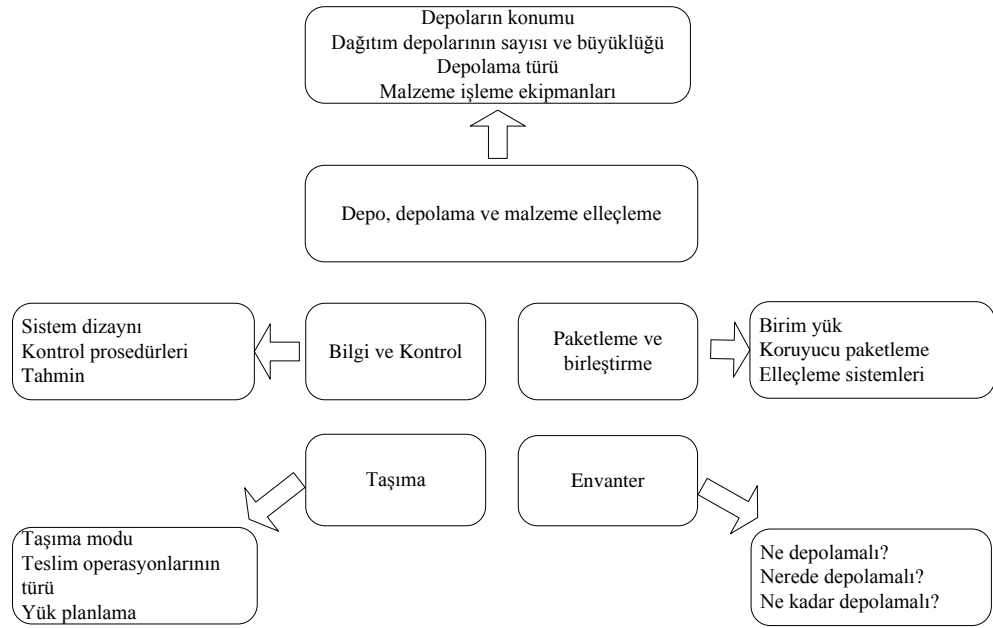 Depoların konumu
Dağıtım depolarının sayısı ve büyüklüğü
Depolama türü
Malzeme işleme ekipmanları
Depo, depolama ve malzeme elleçleme
Sistem dizaynı
Kontrol prosedürleri
Tahmin
Bilgi ve Kontrol
Paketleme ve
birleştirme
Birim yük
Koruyucu paketleme
Elleçleme sistemleri
Taşıma
Envanter
Taşıma modu
Teslim operasyonlarının
türü
Yük planlama
Ne depolamalı?
Nerede depolamalı?
Ne kadar depolamalı?